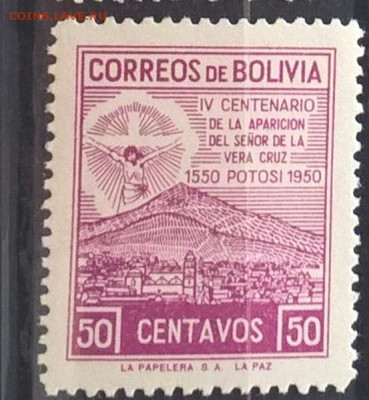 COINS.LAVE.RU
CORREOS DE BOLIVIA
IV CENTENARIO
DE LA APARICION
DEL SEÑOR DE LA
VERA CRUZ
1550 POTOSI 1950
50 CENTAVOS 50
LA PAPELERA S. A. LA PAZ